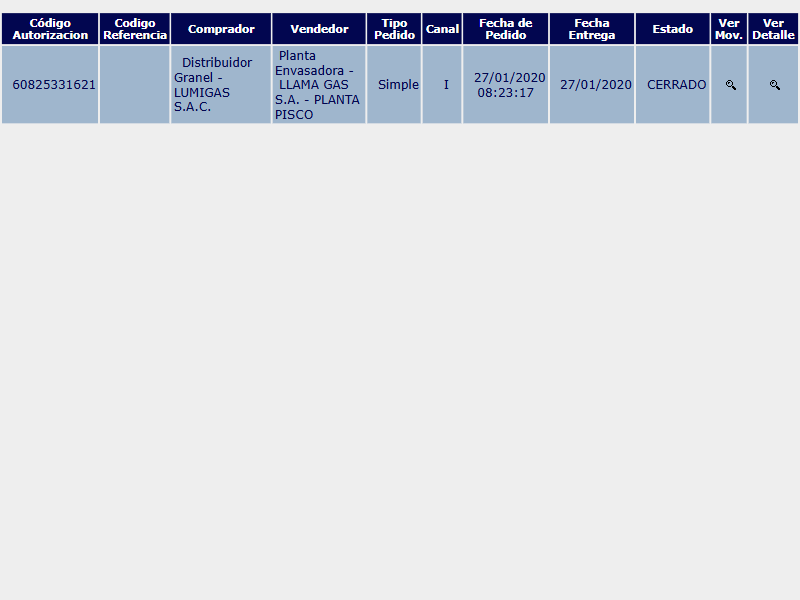 Código Autorizacion Codigo Referencia Comprador Vendedor Tipo Pedido Canal Fecha de Pedido Fecha Entrega Estado Ver Mov. Ver Detalle
60825331621
Distribuidor
Granel -
LUMIGAS
S.A.C.
Planta
Envasadora -
LLAMA GAS
S.A. - PLANTA
PISCO
Simple
I
27/01/2020
08:23:17
27/01/2020
CERRADO